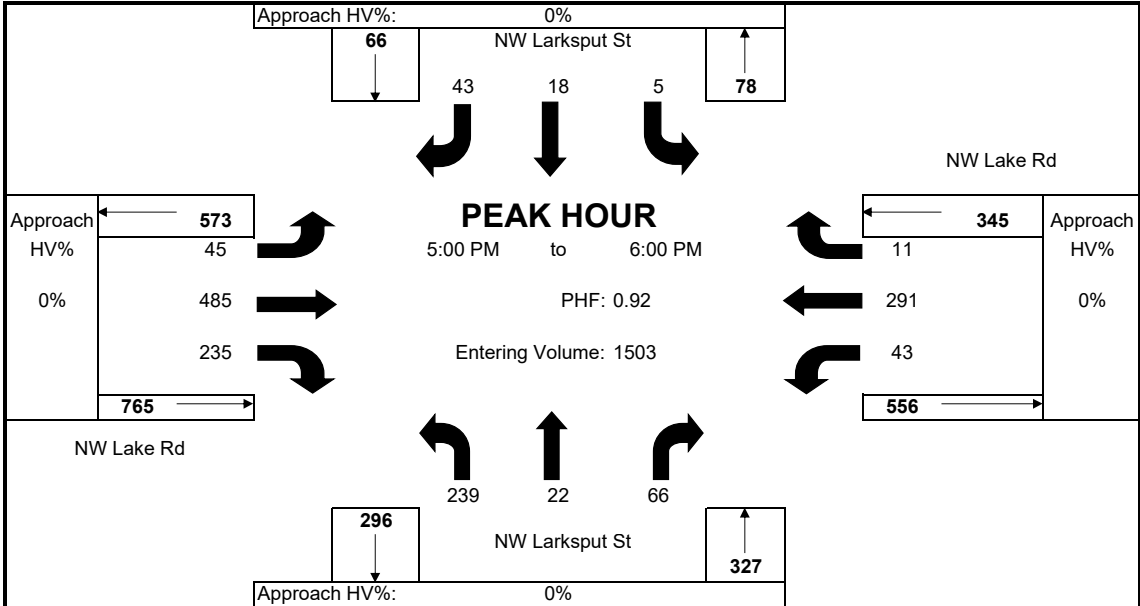 Approach HV%: 0%
66 NW Larksput St 78
43 18 5
NW Lake Rd
573 PEAK HOUR 345
Approach HV% 0%
45 5:00 PM to 6:00 PM 11
Approach HV% 0%
485 PHF: 0.92 291
235 Entering Volume: 1503 43
765 556
NW Lake Rd
239 22 66
296 NW Larksput St 327
Approach HV%: 0%